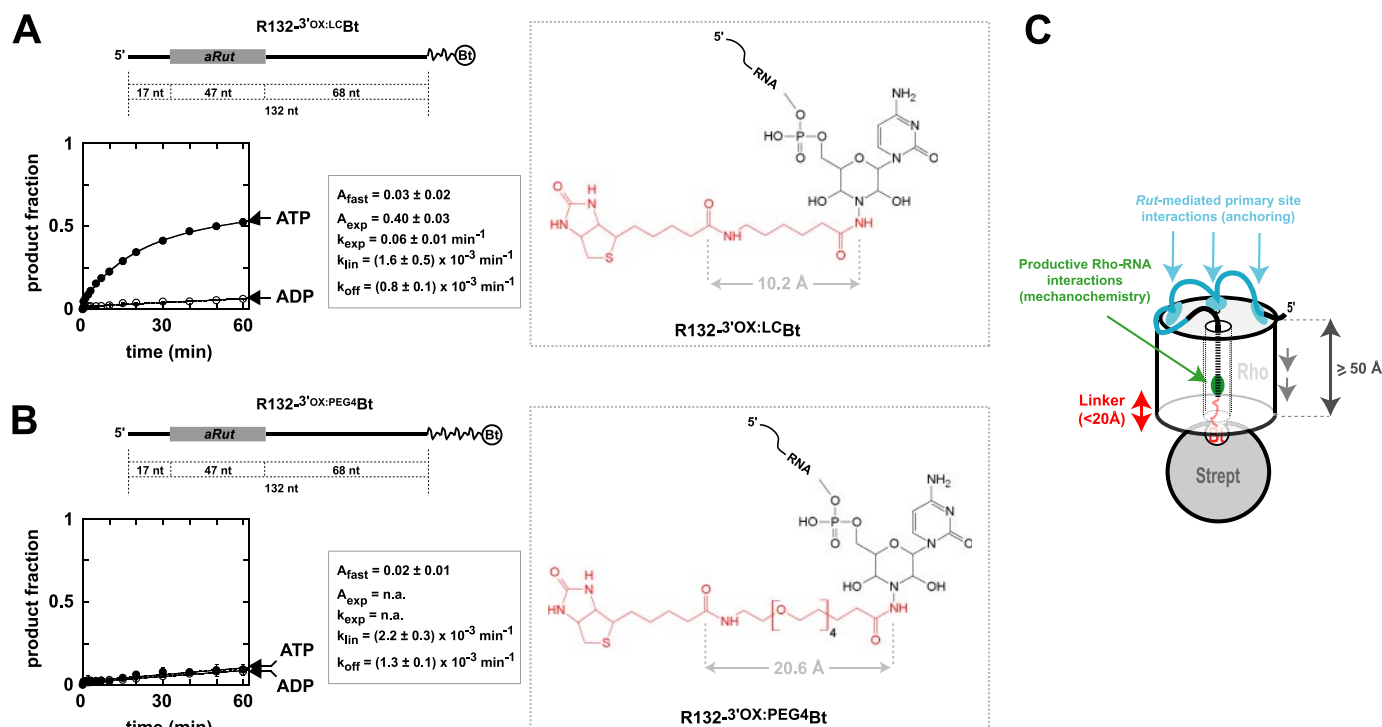 A
R132-3'OX:LCBt
5'
aRut
Bt
17 nt
47 nt
68 nt
132 nt
product fraction
1
0.5
0
0
30
60
time (min)
ATP
ADP
Afast = 0.03 ± 0.02
Aexp = 0.40 ± 0.03
kexp = 0.06 ± 0.01 min-1
klin = (1.6 ± 0.5) x 10-3 min-1
koff = (0.8 ± 0.1) x 10-3 min-1
5'
RNA
NH2
O
HO
P
O
OH
N
N
O
O
HO
OH
N
NH
O
O
HN
NH
S
O
NH
O
10.2 Å
R132-3'OX:LCBt
B
R132-3'OX:PEG4Bt
5'
aRut
Bt
17 nt
47 nt
68 nt
132 nt
product fraction
1
0.5
0
0
30
60
time (min)
ATP
ADP
Afast = 0.02 ± 0.01
Aexp = n.a.
kexp = n.a.
klin = (2.2 ± 0.3) x 10-3 min-1
koff = (1.3 ± 0.1) x 10-3 min-1
5'
RNA
NH2
O
HO
P
O
OH
N
N
O
O
HO
OH
N
NH
O
O
HN
NH
S
O
NH
O
4
O
20.6 Å
R132-3'OX:PEG4Bt
C
Rut-mediated primary site
interactions (anchoring)
Productive Rho-RNA
interactions
(mechanochemistry)
5'
Rho
≥ 50 Å
Linker
(<20Å)
Bt
Strept